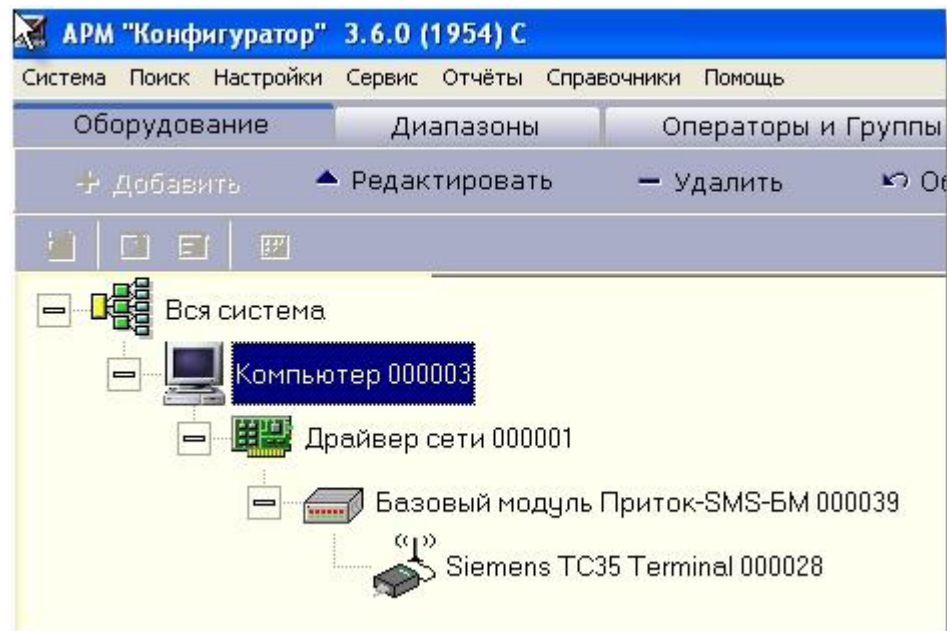 АРМ "Конфигуратор" 3.6.0 (1954) С
Система Поиск Настройки Сервис Отчёты Справочники Помощь
Оборудование Диапазоны Операторы и Группы
Добавить Редактировать Удалить
Вся система
Компьютер 000003
Драйвер сети 000001
Базовый модуль Приток-SMS-БМ 000039
Siemens TC35 Terminal 000028